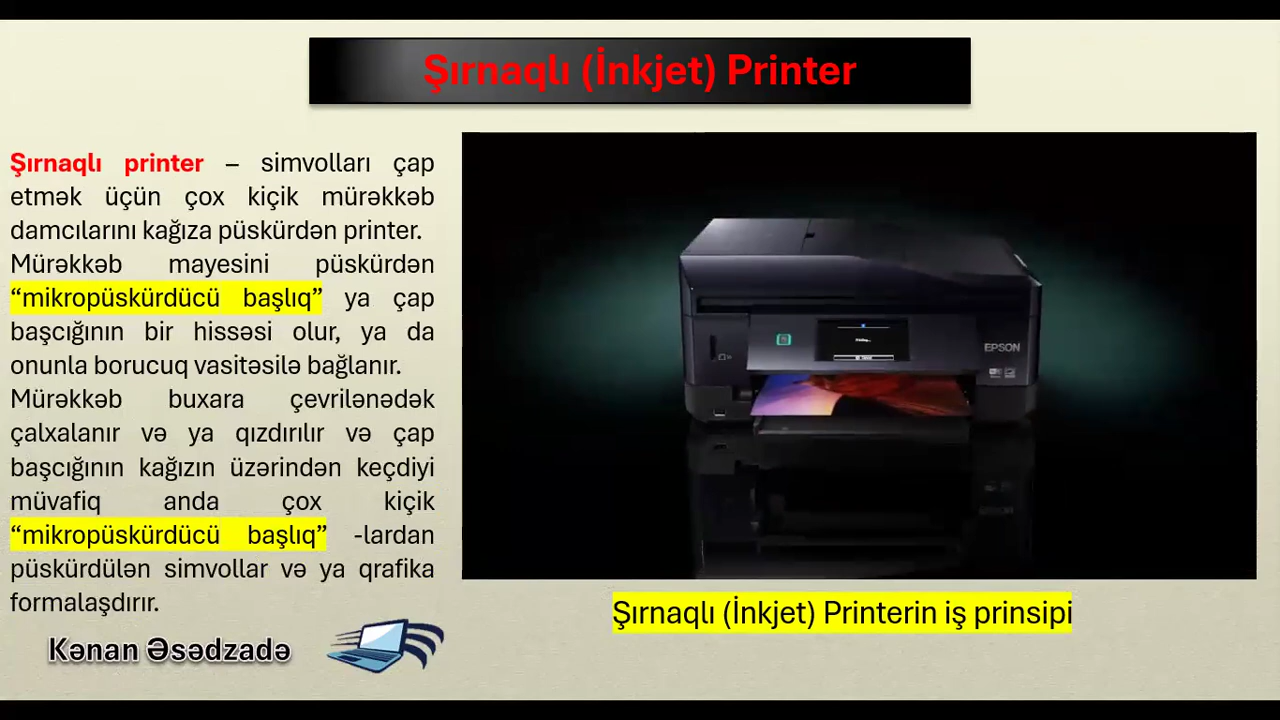 Şırnaqlı (İnkjet) Printer
Şırnaqlı printer – simvolları çap
etmək üçün çox kiçik mürəkkəb
damcılarını kağıza püskürdən printer.
Mürəkkəb mayesini püskürdən
“mikropüskürdücü başlıq” ya çap
başcığının bir hissəsi olur, ya da
onunla borucuq vasitəsilə bağlanır.
Mürəkkəb buxara çevrilənədək
çalxalanır və ya qızdırılır və çap
başcığının kağızın üzərindən keçdiyi
müvafiq anda çox kiçik
“mikropüskürdücü başlıq” -lardan
püskürdülən simvollar və ya qrafika
formalaşdırır.
Kənan Əsədzadə
EPSON
Şırnaqlı (İnkjet) Printerin iş prinsipi